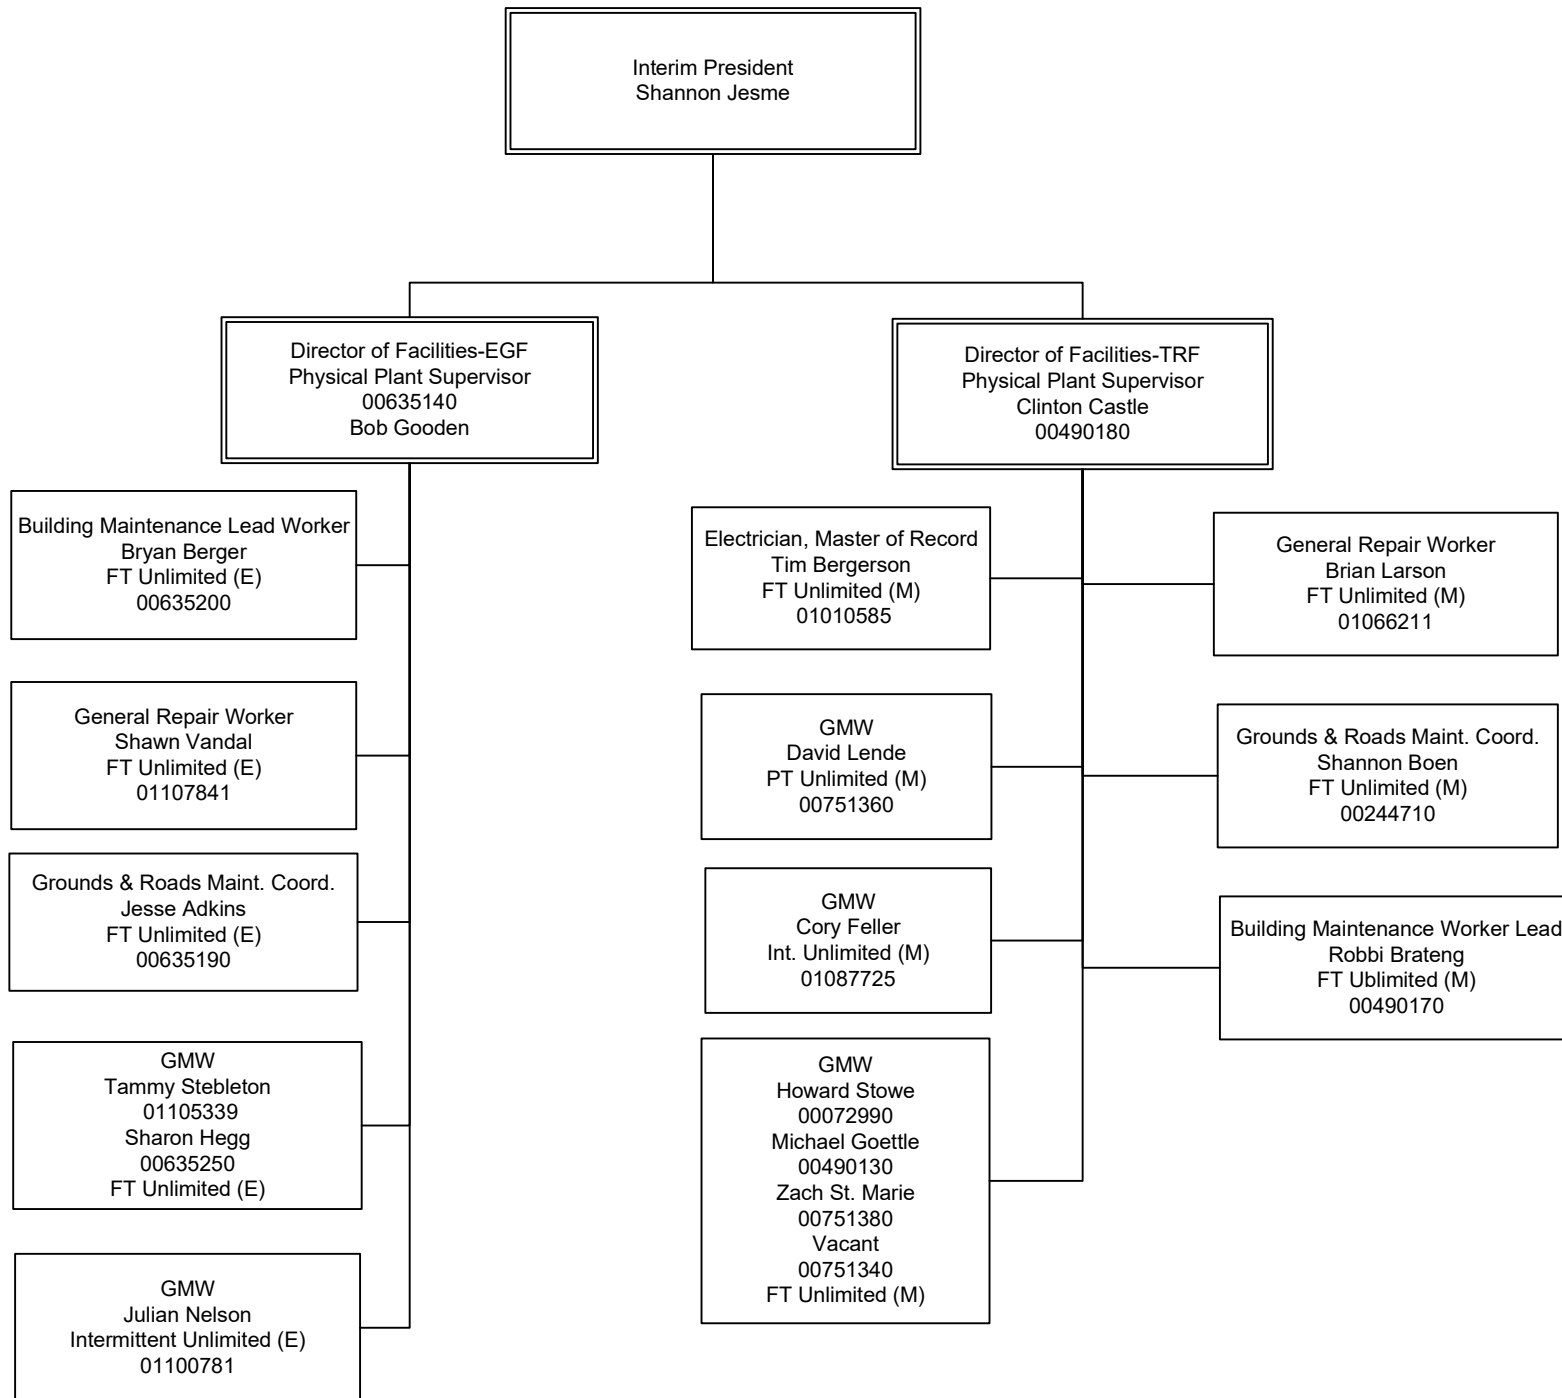 Interim President
Shannon Jesme
Director of Facilities-EGF
Physical Plant Supervisor
00635140
Bob Gooden
Director of Facilities-TRF
Physical Plant Supervisor
Clinton Castle
00490180
Building Maintenance Lead Worker
Bryan Berger
FT Unlimited (E)
00635200
General Repair Worker
Shawn Vandal
FT Unlimited (E)
01107841
Grounds & Roads Maint. Coord.
Jesse Adkins
FT Unlimited (E)
00635190
GMW
Tammy Stebleton
01105339
Sharon Hegg
00635250
FT Unlimited (E)
GMW
Julian Nelson
Intermittent Unlimited (E)
01100781
Electrician, Master of Record
Tim Bergerson
FT Unlimited (M)
01010585
GMW
David Lende
PT Unlimited (M)
00751360
GMW
Cory Feller
Int. Unlimited (M)
01087725
GMW
Howard Stowe
00072990
Michael Goettle
00490130
Zach St. Marie
00751380
Vacant
00751340
FT Unlimited (M)
General Repair Worker
Brian Larson
FT Unlimited (M)
01066211
Grounds & Roads Maint. Coord.
Shannon Boen
FT Unlimited (M)
00244710
Building Maintenance Worker Lead
Robbi Brateng
FT Ublimited (M)
00490170